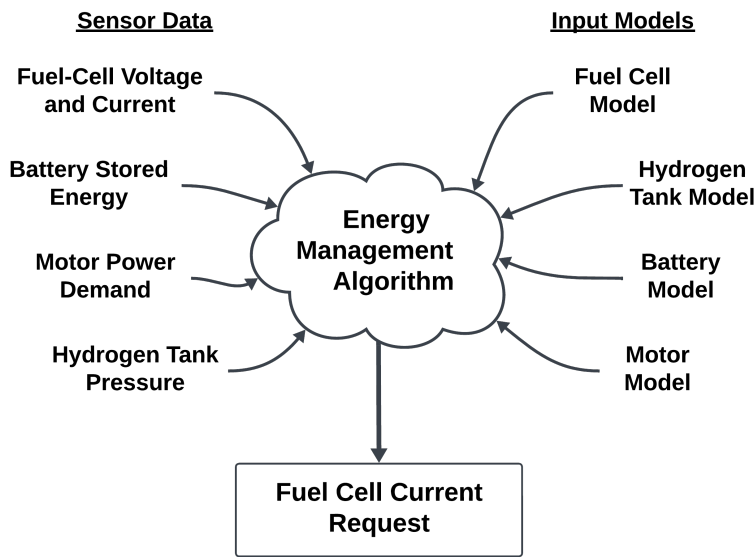 Sensor Data
Fuel-Cell Voltage
and Current
Battery Stored
Energy
Motor Power
Demand
Hydrogen Tank
Pressure
Input Models
Fuel Cell
Model
Hydrogen
Tank Model
Battery
Model
Motor
Model
Energy
Management
Algorithm
Fuel Cell Current
Request